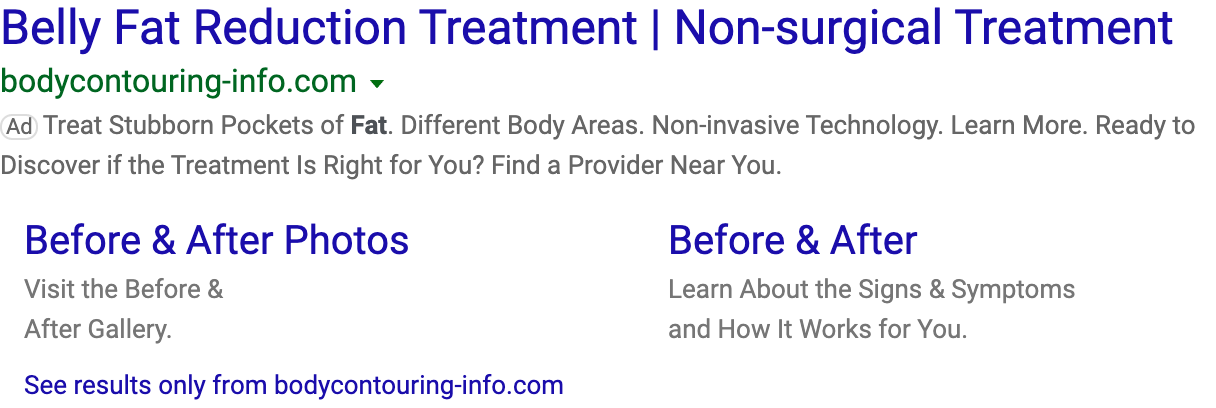 Belly Fat Reduction Treatment | Non-surgical Treatment
bodycontouring-info.com
Ad Treat Stubborn Pockets of Fat. Different Body Areas. Non-invasive Technology. Learn More. Ready to
Discover if the Treatment Is Right for You? Find a Provider Near You.
Before & After Photos
Visit the Before &
After Gallery.
Before & After
Learn About the Signs & Symptoms
and How It Works for You.
See results only from bodycontouring-info.com